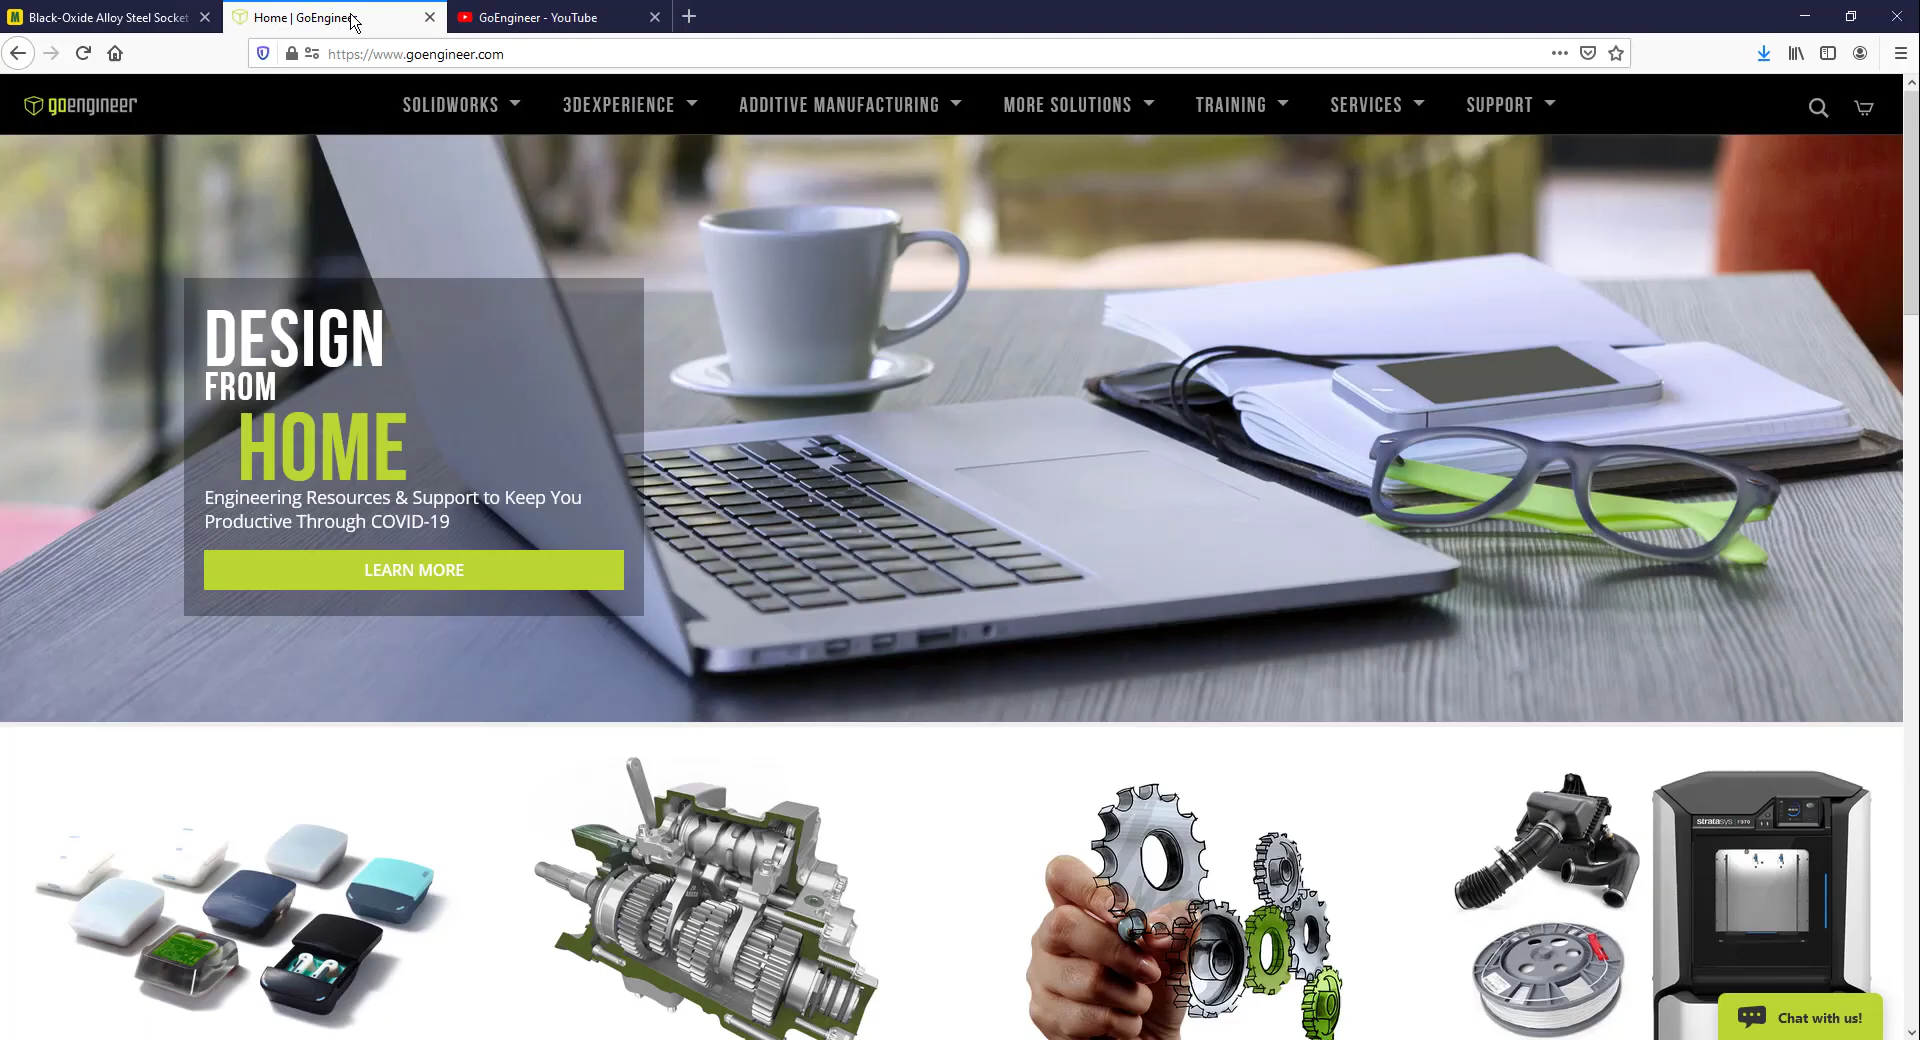 Black-Oxide Alloy Steel Socket
Home | GoEngineer
GoEngineer - YouTube
https://www.goengineer.com
goengineer
SOLIDWORKS
3DEXPERIENCE
ADDITIVE MANUFACTURING
MORE SOLUTIONS
TRAINING
SERVICES
SUPPORT
DESIGN
FROM
HOME
Engineering Resources & Support to Keep You
Productive Through COVID-19
LEARN MORE
stratasys F370
Chat with us!